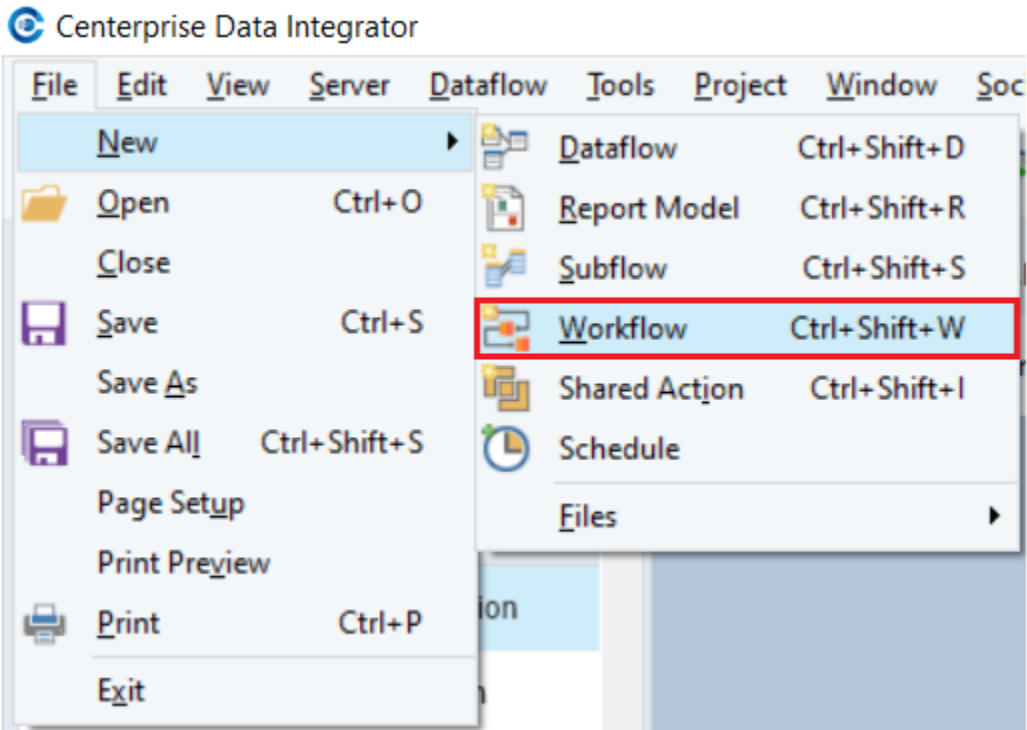 Centerprise Data Integrator
File Edit View Server Dataflow Tools Project Window Soc
New
Open Ctrl+O
Close
Save Ctrl+S
Save As
Save All Ctrl+Shift+S
Page Setup
Print Preview
Print Ctrl+P
Exit
Dataflow Ctrl+Shift+D
Report Model Ctrl+Shift+R
Subflow Ctrl+Shift+S
Workflow Ctrl+Shift+W
Shared Action Ctrl+Shift+I
Schedule
Files
ion